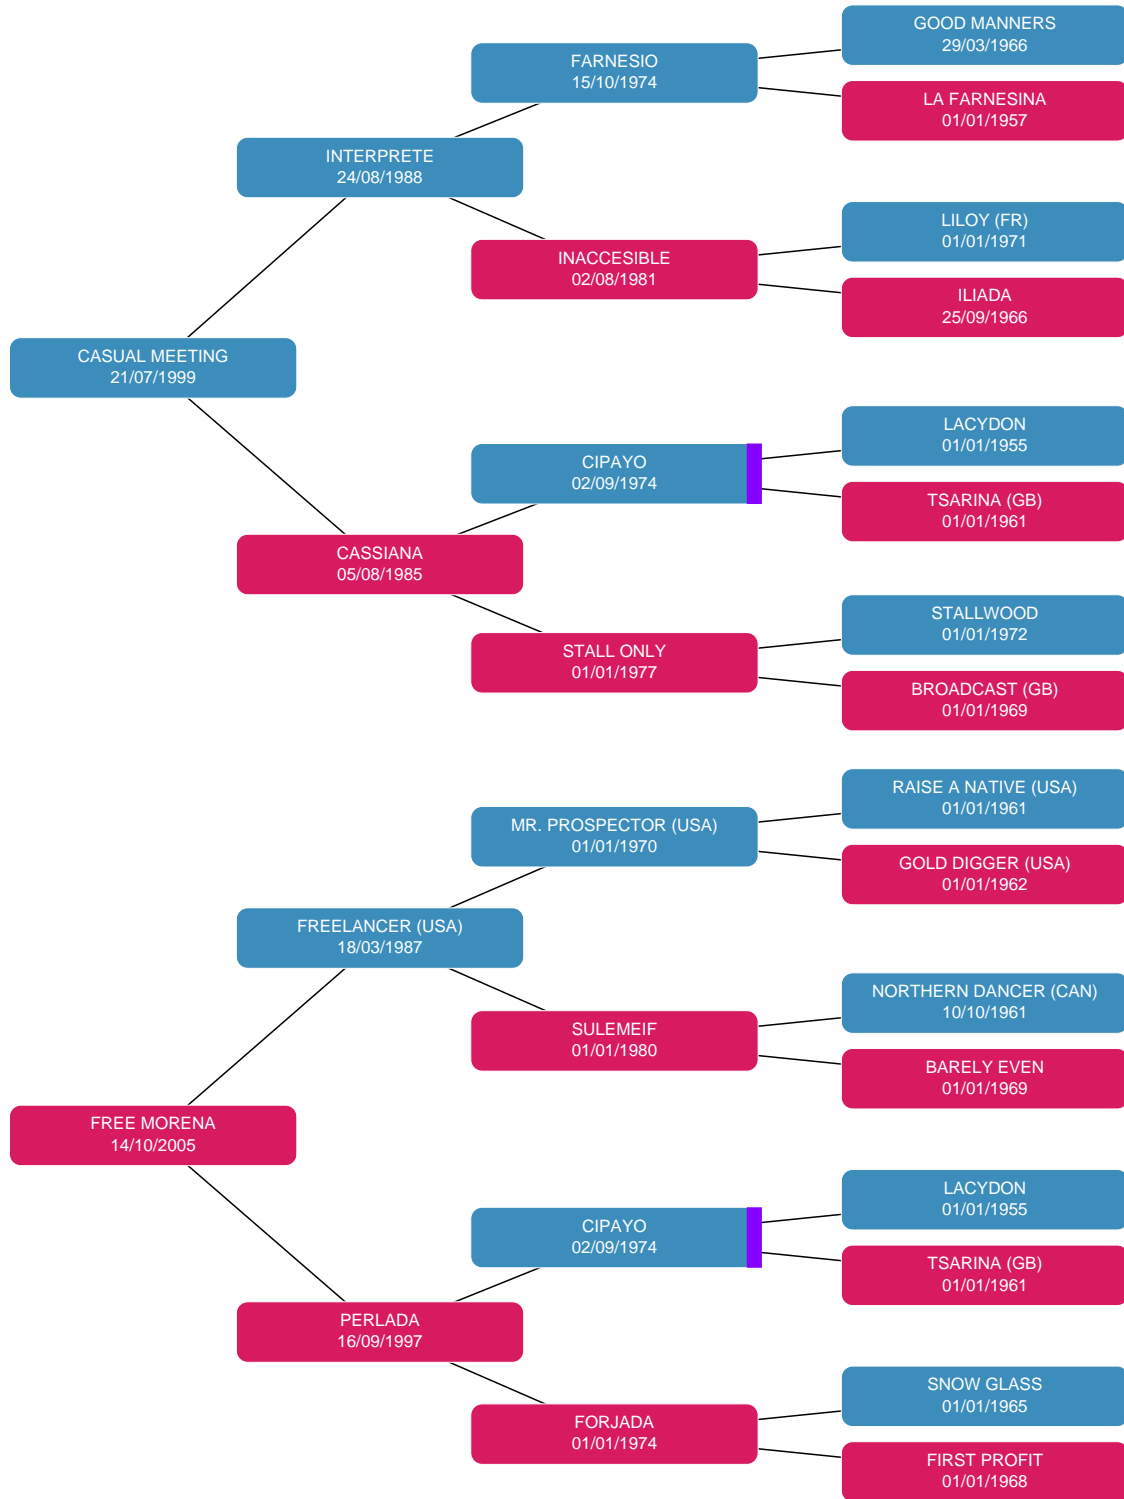 GOOD MANNERS
29/03/1966
FARNESIO
15/10/1974
LA FARNESINA
01/01/1957
INTERPRETE
24/08/1988
LILOY (FR)
01/01/1971
INACCESIBLE
02/08/1981
ILIADA
25/09/1966
CASUAL MEETING
21/07/1999
LACYDON
01/01/1955
CIPAYO
02/09/1974
TSARINA (GB)
01/01/1961
CASSIANA
05/08/1985
STALLWOOD
01/01/1972
STALL ONLY
01/01/1977
BROADCAST (GB)
01/01/1969
RAISE A NATIVE (USA)
01/01/1961
MR. PROSPECTOR (USA)
01/01/1970
GOLD DIGGER (USA)
01/01/1962
FREELANCER (USA)
18/03/1987
NORTHERN DANCER (CAN)
10/10/1961
SULEMEIF
01/01/1980
BARELY EVEN
01/01/1969
FREE MORENA
14/10/2005
LACYDON
01/01/1955
CIPAYO
02/09/1974
TSARINA (GB)
01/01/1961
PERLADA
16/09/1997
SNOW GLASS
01/01/1965
FORJADA
01/01/1974
FIRST PROFIT
01/01/1968